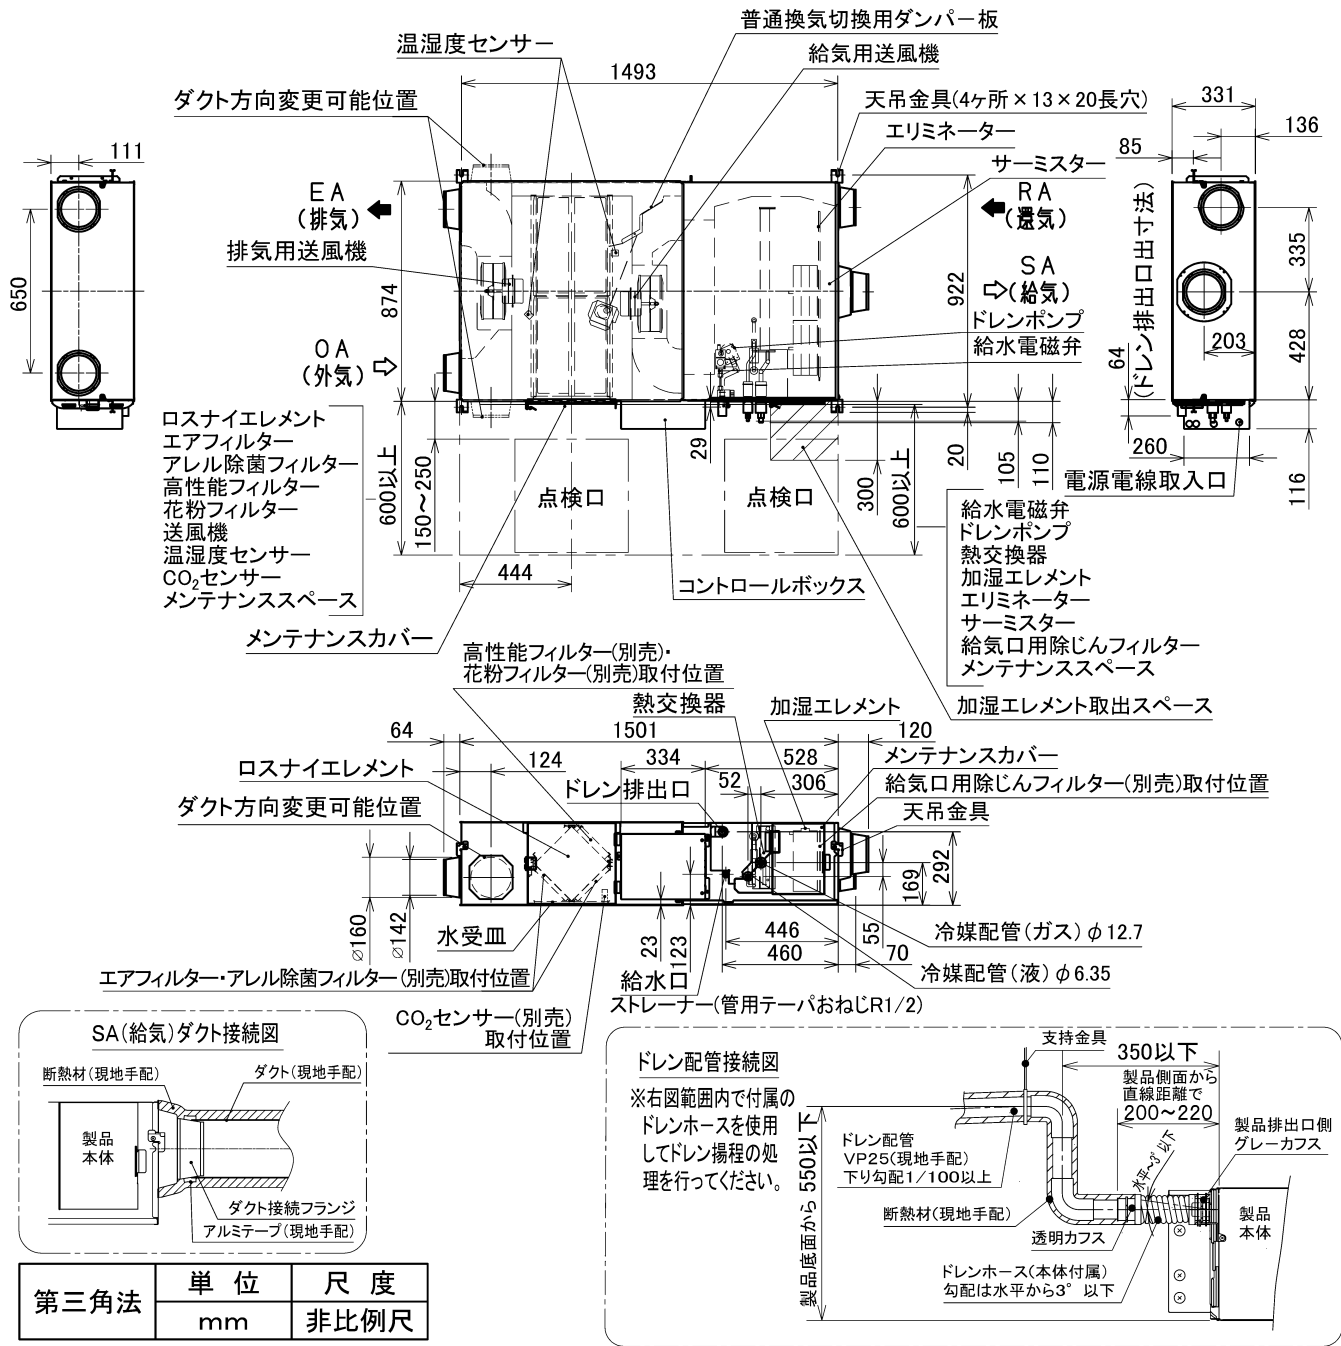 普通換気切換用ダンパー板
温湿度センサー
給気用送風機
1493
ダクト方向変更可能位置
天吊金具(4ヶ所×13×20長穴)
331
エリミネーター
136
111
85
サーミスター
EA
(排気)
RA
(還気)
排気用送風機
SA
(給気)
650
874
922
ドレン排出口出寸法)
335
ドレンポンプ
給水電磁弁
OA
(外気)
203
428
64
ロスナイエレメント
エアフィルター
アレル除菌フィルター
高性能フィルター
花粉フィルター
送風機
温湿度センサー
CO₂センサー
メンテナンススペース
600以上
150~250
点検口
29
点検口
300
600以上
20
105
110
260
116
電源電線取入口
給水電磁弁
ドレンポンプ
熱交換器
加湿エレメント
エリミネーター
サーミスター
給気口用除じんフィルター
メンテナンススペース
444
コントロールボックス
メンテナンスカバー
高性能フィルター(別売)・
花粉フィルター(別売)取付位置
熱交換器
加湿エレメント
加湿エレメント取出スペース
64
1501
120
124
334
528
メンテナンスカバー
ロスナイエレメント
52
306
給気口用除じんフィルター(別売)取付位置
ドレン排出口
ダクト方向変更可能位置
天吊金具
292
169
⌀160
⌀142
水受皿
23
123
446
55
冷媒配管(ガス)φ12.7
460
70
エアフィルター・アレル除菌フィルター(別売)取付位置
給水口
冷媒配管(液)φ6.35
ストレーナー(管用テーパおねじR1/2)
CO₂センサー(別売)
取付位置
SA(給気)ダクト接続図
断熱材(現地手配)
ダクト(現地手配)
製品
本体
ダクト接続フランジ
アルミテープ(現地手配)
第三角法
単位
尺度
mm
非比例尺
ドレン配管接続図
※右図範囲内で付属の
ドレンホースを使用
してドレン揚程の処
理を行ってください。
支持金具
350以下
製品側面から
直線距離で
200~220
製品底面から550以下
ドレン配管
VP25(現地手配)
下り勾配1/100以上
水平~3°以下
製品排出口側
グレーカフス
断熱材(現地手配)
透明カフス
製品
本体
ドレンホース(本体付属)
勾配は水平から3°以下